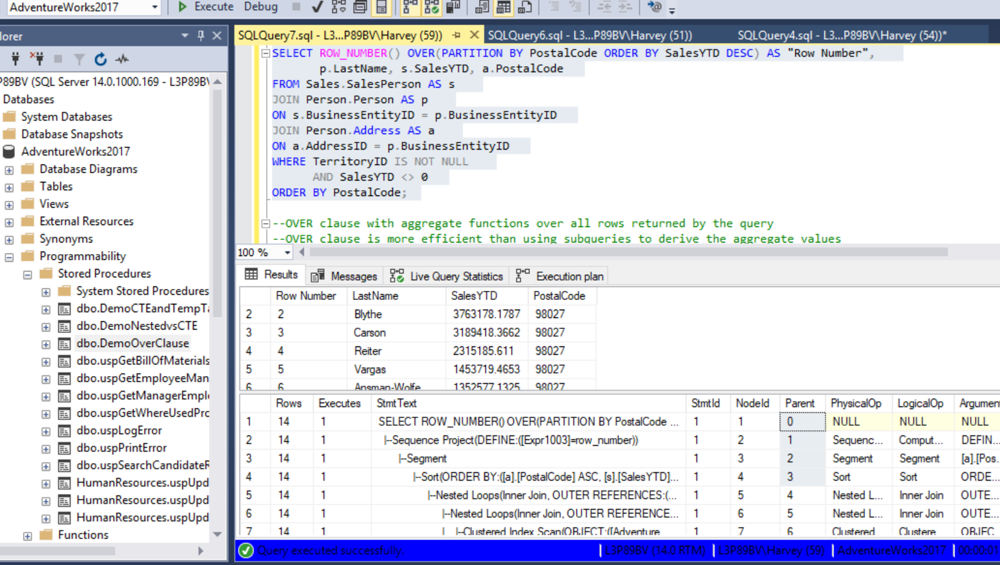 AdventureWorks2017 Execute Debug
lorer
SQLQuery7.sql - L3...P89BV\Harvey (59)) SQLQuery6.sql - L3...P89BV\Harvey (51)) SQLQuery4.sql - L3...P89BV\Harvey (54))*
P89BV (SQL Server 14.0.1000.169 - L3P89BV\
Databases
System Databases
Database Snapshots
AdventureWorks2017
Database Diagrams
Tables
Views
External Resources
Synonyms
Programmability
Stored Procedures
System Stored Procedures
dbo.DemoCTEandTempTa
dbo.DemoNestedvsCTE
dbo.DemoOverClause
dbo.uspGetBillOfMaterials
dbo.uspGetEmployeeMan
dbo.uspGetManagerEmpl
dbo.uspGetWhereUsedPro
dbo.uspLogError
dbo.uspPrintError
dbo.uspSearchCandidateR
HumanResources.uspUpd
HumanResources.uspUpd
HumanResources.uspUpd
Functions
SELECT ROW_NUMBER() OVER(PARTITION BY PostalCode ORDER BY SalesYTD DESC) AS "Row Number",
p.LastName, s.SalesYTD, a.PostalCode
FROM Sales.SalesPerson AS s
JOIN Person.Person AS p
ON s.BusinessEntityID = p.BusinessEntityID
JOIN Person.Address AS a
ON a.AddressID = p.BusinessEntityID
WHERE TerritoryID IS NOT NULL
AND SalesYTD <> 0
ORDER BY PostalCode;
--OVER clause with aggregate functions over all rows returned by the query
--OVER clause is more efficient than using subqueries to derive the aggregate values
100 %
Results Messages Live Query Statistics Execution plan
Row Number LastName SalesYTD PostalCode
2 2 Blythe 3763178.1787 98027
3 3 Carson 3189418.3662 98027
4 4 Reiter 2315185.611 98027
5 5 Vargas 1453719.4653 98027
6 6 Ansman-Wolfe 1352577.1325 98027
Rows Executes StmtText StmtId NodeId Parent PhysicalOp LogicalOp Argument
1 14 1 SELECT ROW_NUMBER() OVER(PARTITION BY PostalCode ... 1 1 0 NULL NULL NULL
2 14 1 |--Sequence Project(DEFINE:([Expr1003]=row_number)) 1 2 1 Sequenc... Comput... DEFIN...
3 14 1 |--Segment 1 3 2 Segment Segment [a].[Pos...
4 14 1 |--Sort(ORDER BY:([a].[PostalCode] ASC, [s].[SalesYTD]... 1 4 3 Sort Sort ORDE...
5 14 1 |--Nested Loops(Inner Join, OUTER REFERENCES:(... 1 5 4 Nested L... Inner Join OUTE...
6 14 1 |--Nested Loops(Inner Join, OUTER REFERENCE... 1 6 5 Nested L... Inner Join OUTE...
7 14 1 | |--Clustered Index Scan(OBJECT:([Adventure 1 7 6 Clustered Clustere OBJEC
Query executed successfully. L3P89BV (14.0 RTM) L3P89BV\Harvey (59) AdventureWorks2017 00:00:01